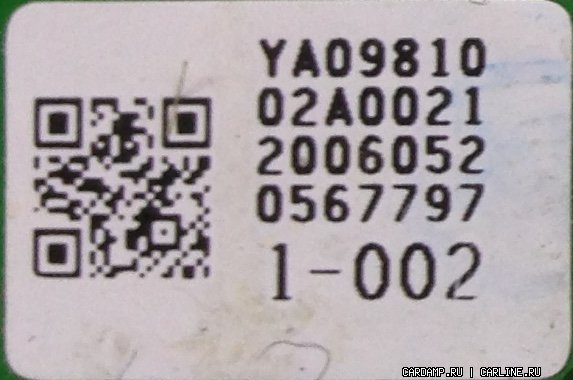 YA09810
02A0021
2006052
0567797
1-002
CARDAMP.RU | CARLINE.RU